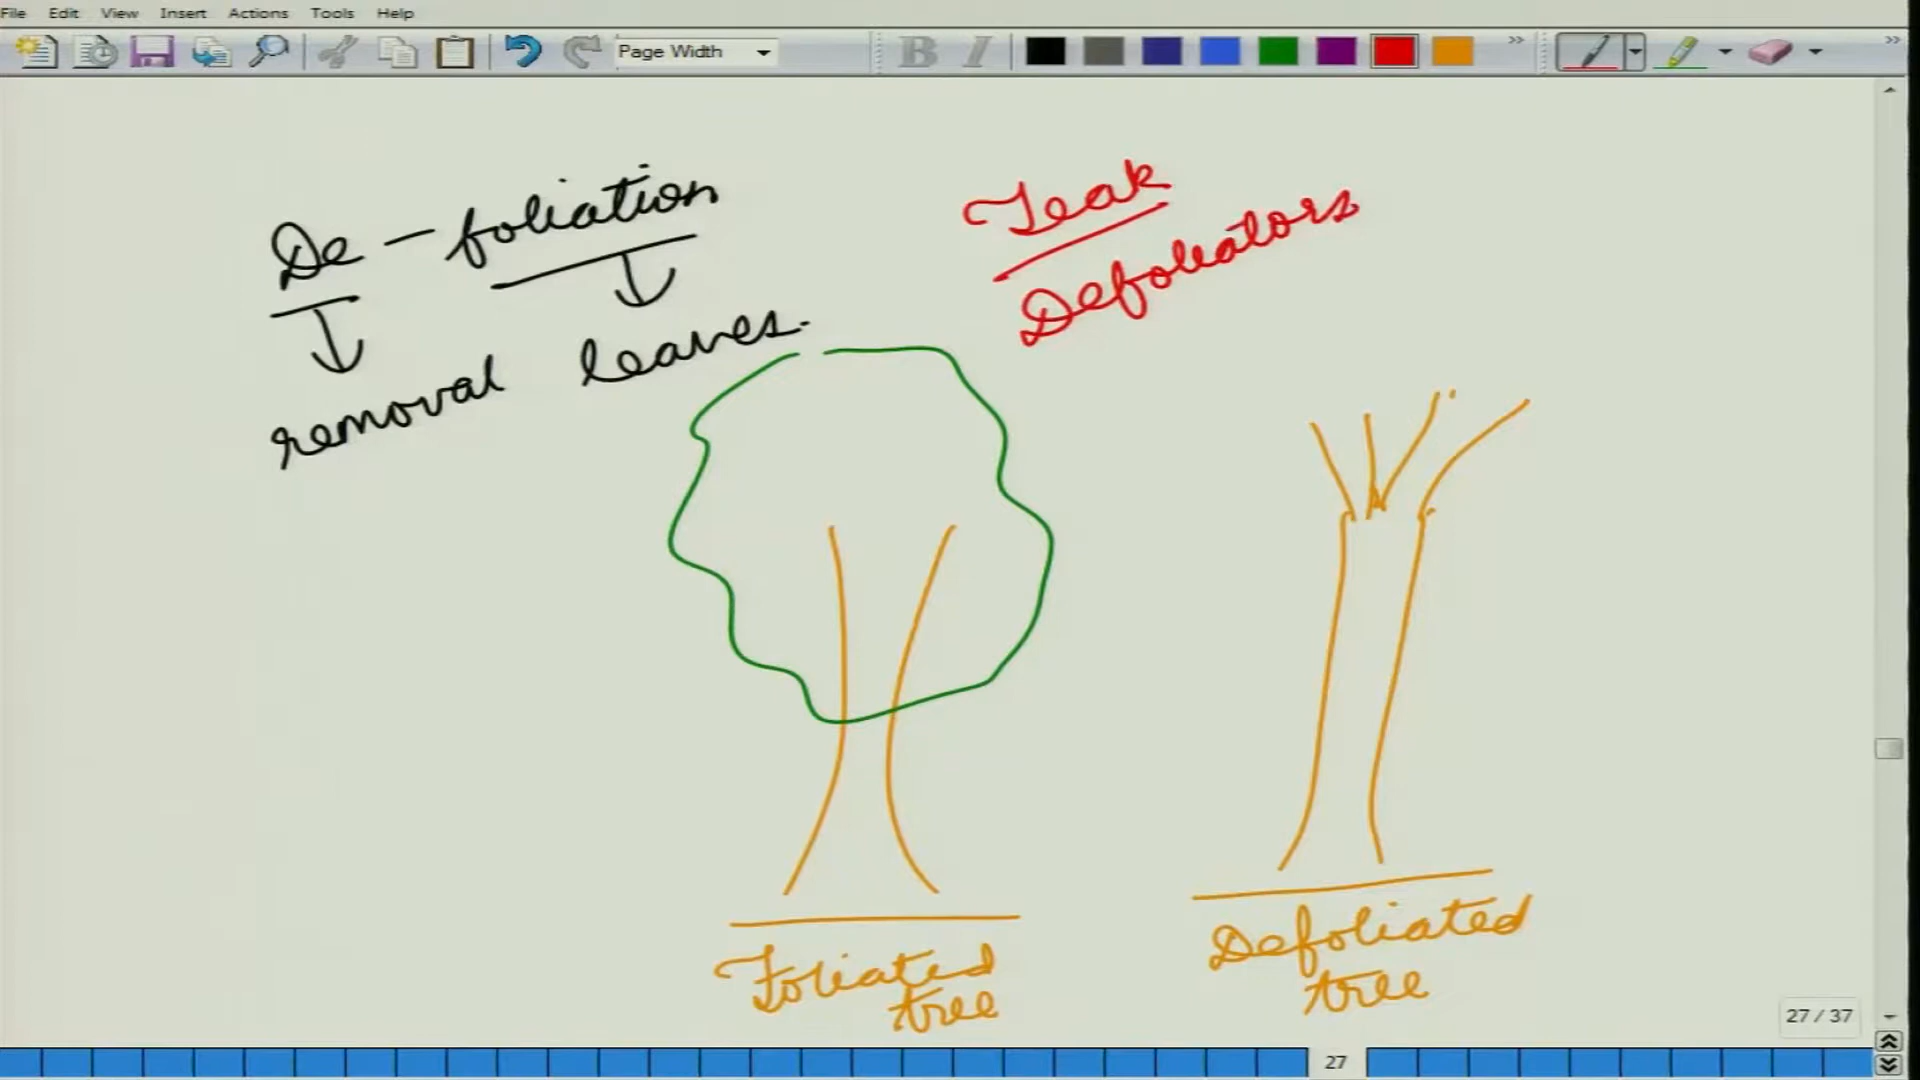 File Edit View Insert Actions Tools Help
Page Width
B I
De - foliation
removal leaves.
Teak
Defoliators
Foliated
tree
Defoliated
tree
27 / 37
27